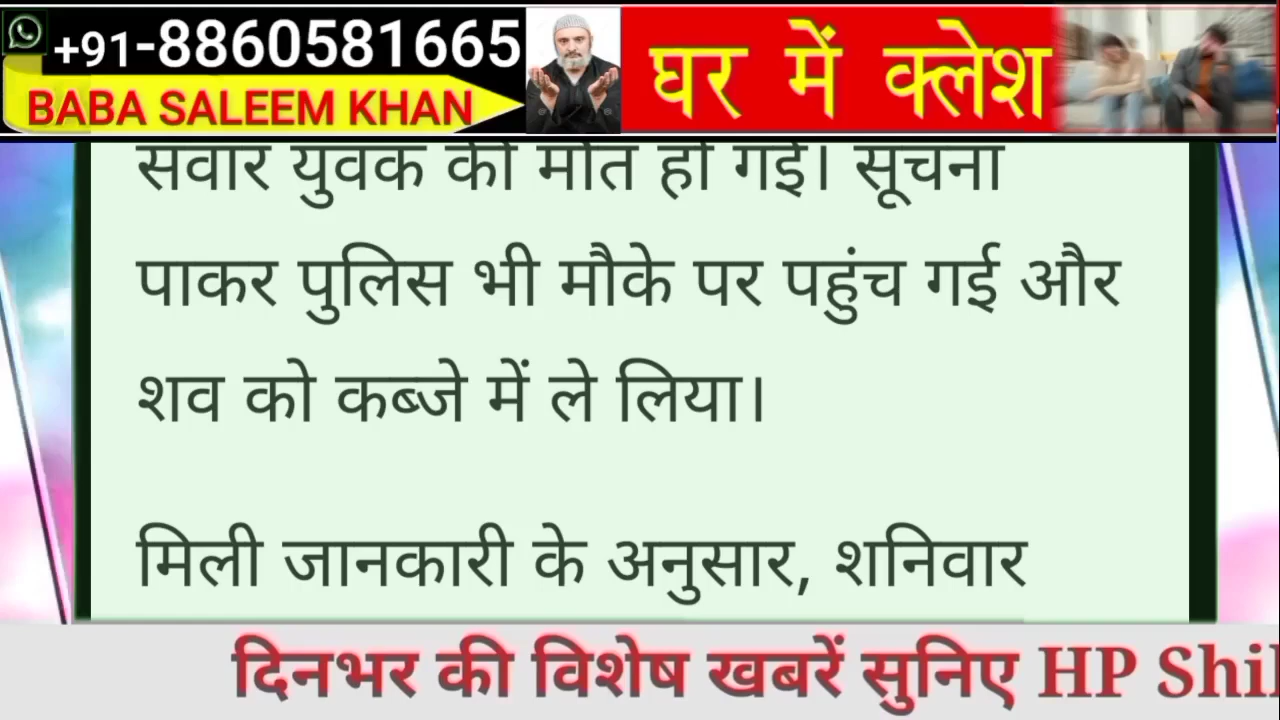 +91-8860581665
BABA SALEEM KHAN
घर में क्लेश
सवार युवक की मौत हो गई। सूचना
पाकर पुलिस भी मौके पर पहुंच गई और
शव को कब्जे में ले लिया।
मिली जानकारी के अनुसार, शनिवार
दिनभर की विशेष खबरें सुनिए HP Shi